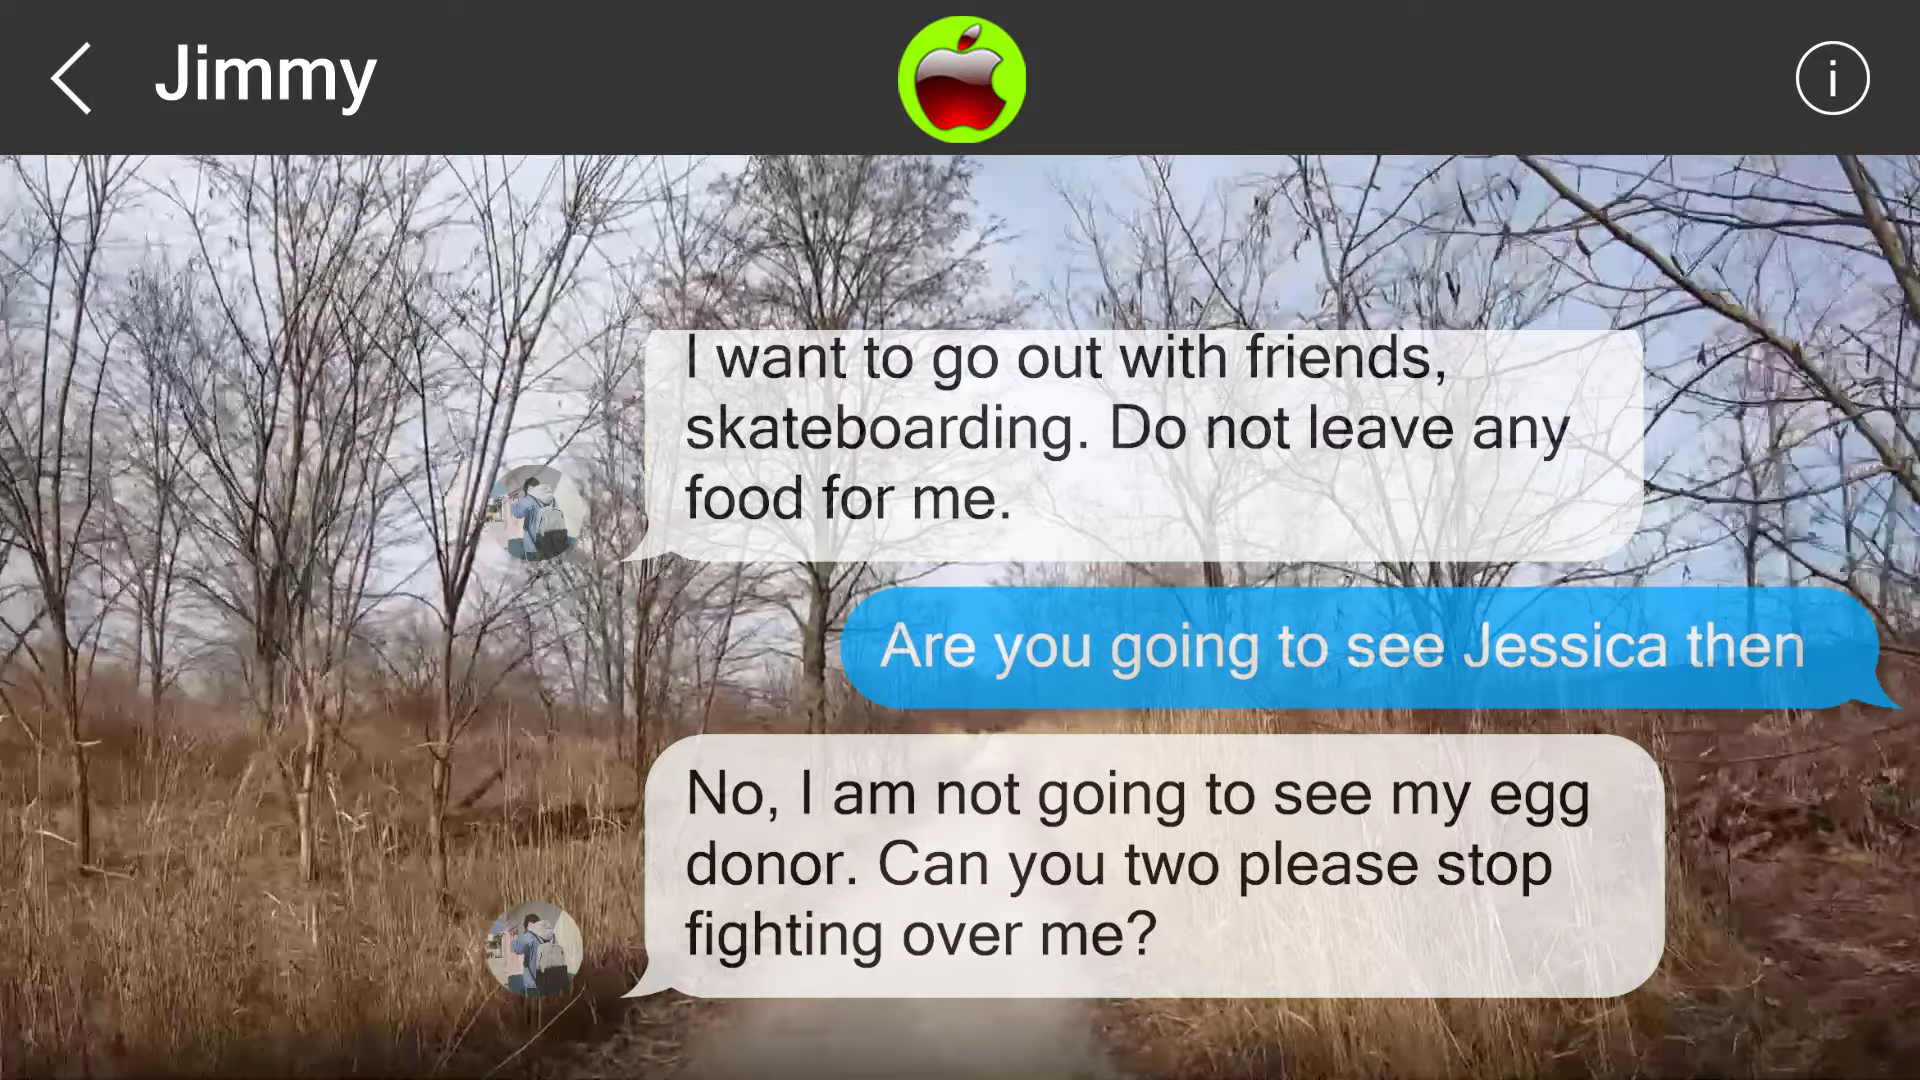 Jimmy
i
I want to go out with friends,
skateboarding. Do not leave any
food for me.
Are you going to see Jessica then
No, I am not going to see my egg
donor. Can you two please stop
fighting over me?